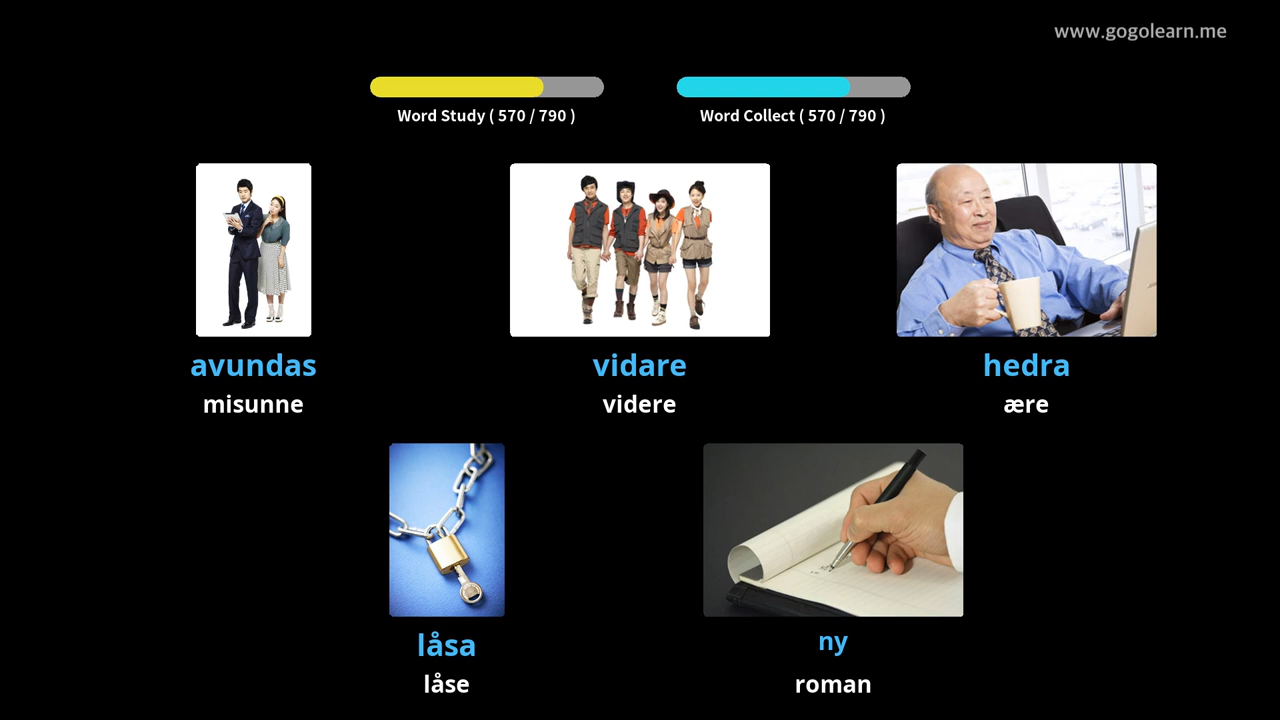 www.gogolearn.me
Word Study ( 570 / 790 )
Word Collect ( 570 / 790 )
avundas
misunne
vidare
videre
hedra
ære
låsa
låse
ny
roman